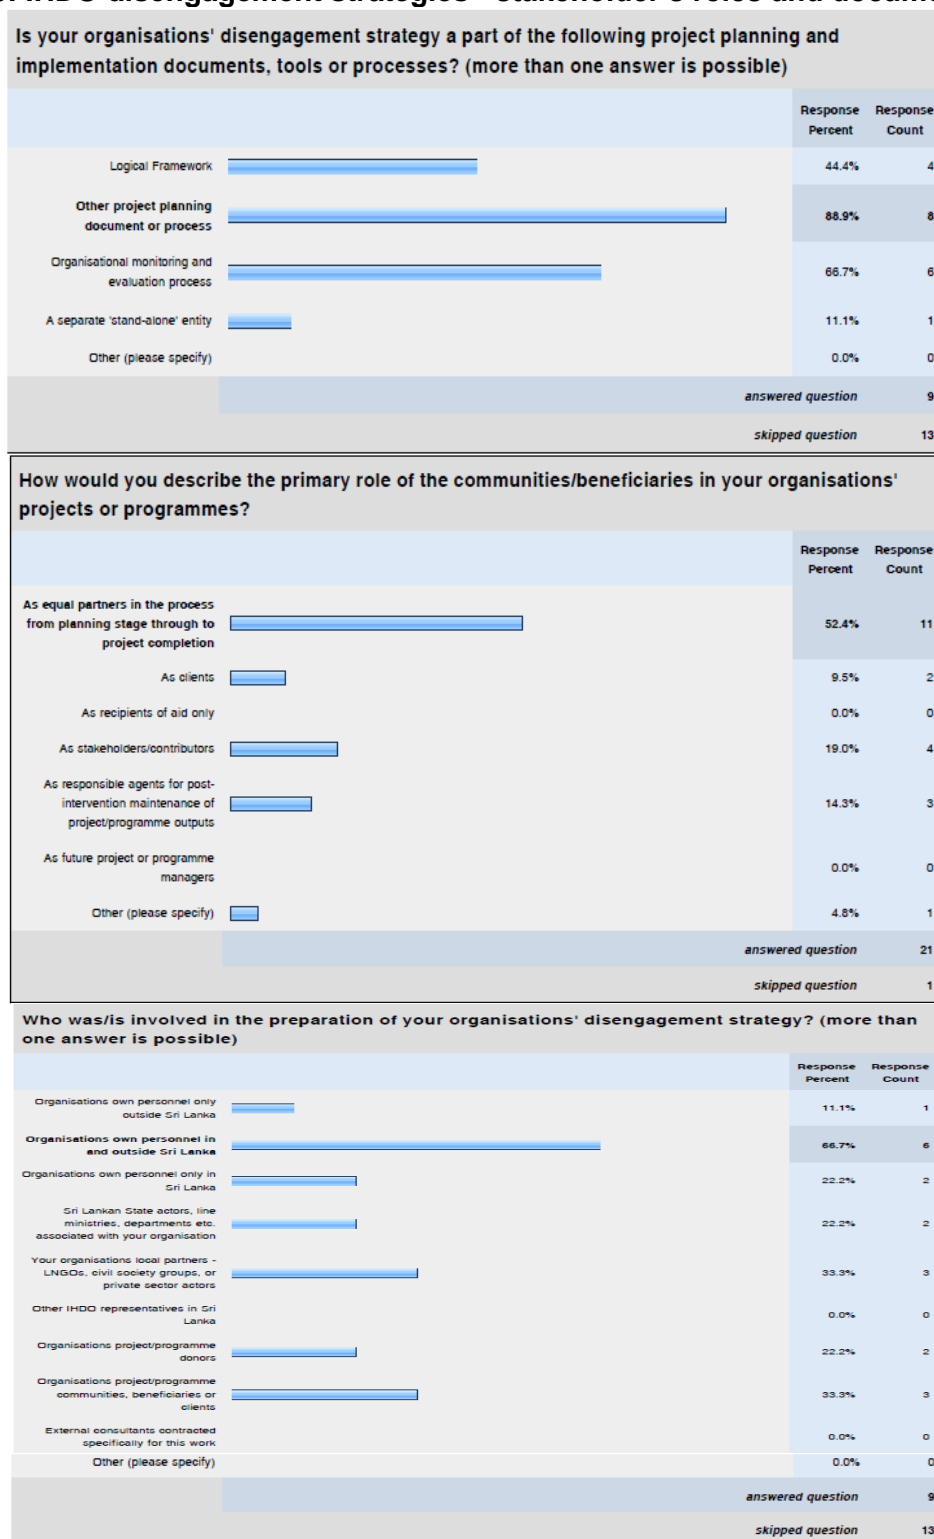 IHDO disengagement strategies - stakeholder's roles and docume
Is your organisations' disengagement strategy a part of the following project planning and
implementation documents, tools or processes? (more than one answer is possible)
Response Response
Percent Count
Logical Framework 44.4% 4
Other project planning
document or process 88.9% 8
Organisational monitoring and
evaluation process 66.7% 6
A separate 'stand-alone' entity 11.1% 1
Other (please specify) 0.0% 0
answered question 9
skipped question 13
How would you describe the primary role of the communities/beneficiaries in your organisations'
projects or programmes?
Response Response
Percent Count
As equal partners in the process
from planning stage through to 52.4% 11
project completion
As clients 9.5% 2
As recipients of aid only 0.0% 0
As stakeholders/contributors 19.0% 4
As responsible agents for post-
intervention maintenance of 14.3% 3
project/programme outputs
As future project or programme
managers 0.0% 0
Other (please specify) 4.8% 1
answered question 21
skipped question 1
Who was/is involved in the preparation of your organisations' disengagement strategy? (more than
one answer is possible)
Response Response
Percent Count
Organisations own personnel only
outside Sri Lanka 11.1% 1
Organisations own personnel in
and outside Sri Lanka 66.7% 6
Organisations own personnel only in
Sri Lanka 22.2% 2
Sri Lankan State actors, line
ministries, departments etc. 22.2% 2
associated with your organisation
Your organisations local partners -
LNGOs, civil society groups, or 33.3% 3
private sector actors
Other IHDO representatives in Sri
Lanka 0.0% 0
Organisations project/programme
donors 22.2% 2
Organisations project/programme
communities, beneficiaries or 33.3% 3
clients
External consultants contracted
specifically for this work 0.0% 0
Other (please specify) 0.0% 0
answered question 9
skipped question 13